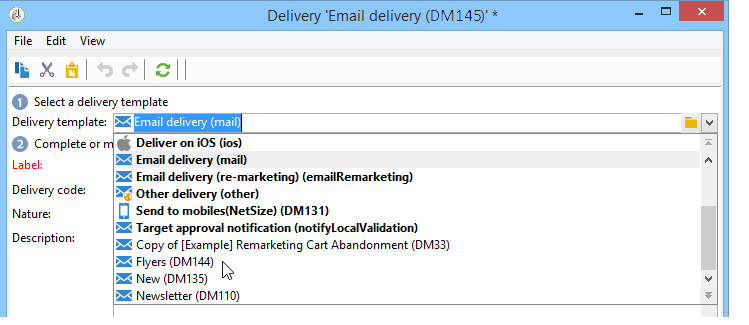 Delivery 'Email delivery (DM145)' *
File Edit View
1 Select a delivery template
Delivery template: Email delivery (mail)
2 Complete or m
Deliver on iOS (ios)
Email delivery (mail)
Label:
Email delivery (re-marketing) (emailRemarketing)
Delivery code:
Other delivery (other)
Nature:
Send to mobiles(NetSize) (DM131)
Target approval notification (notifyLocalValidation)
Description:
Copy of [Example] Remarketing Cart Abandonment (DM33)
Flyers (DM144)
New (DM135)
Newsletter (DM110)